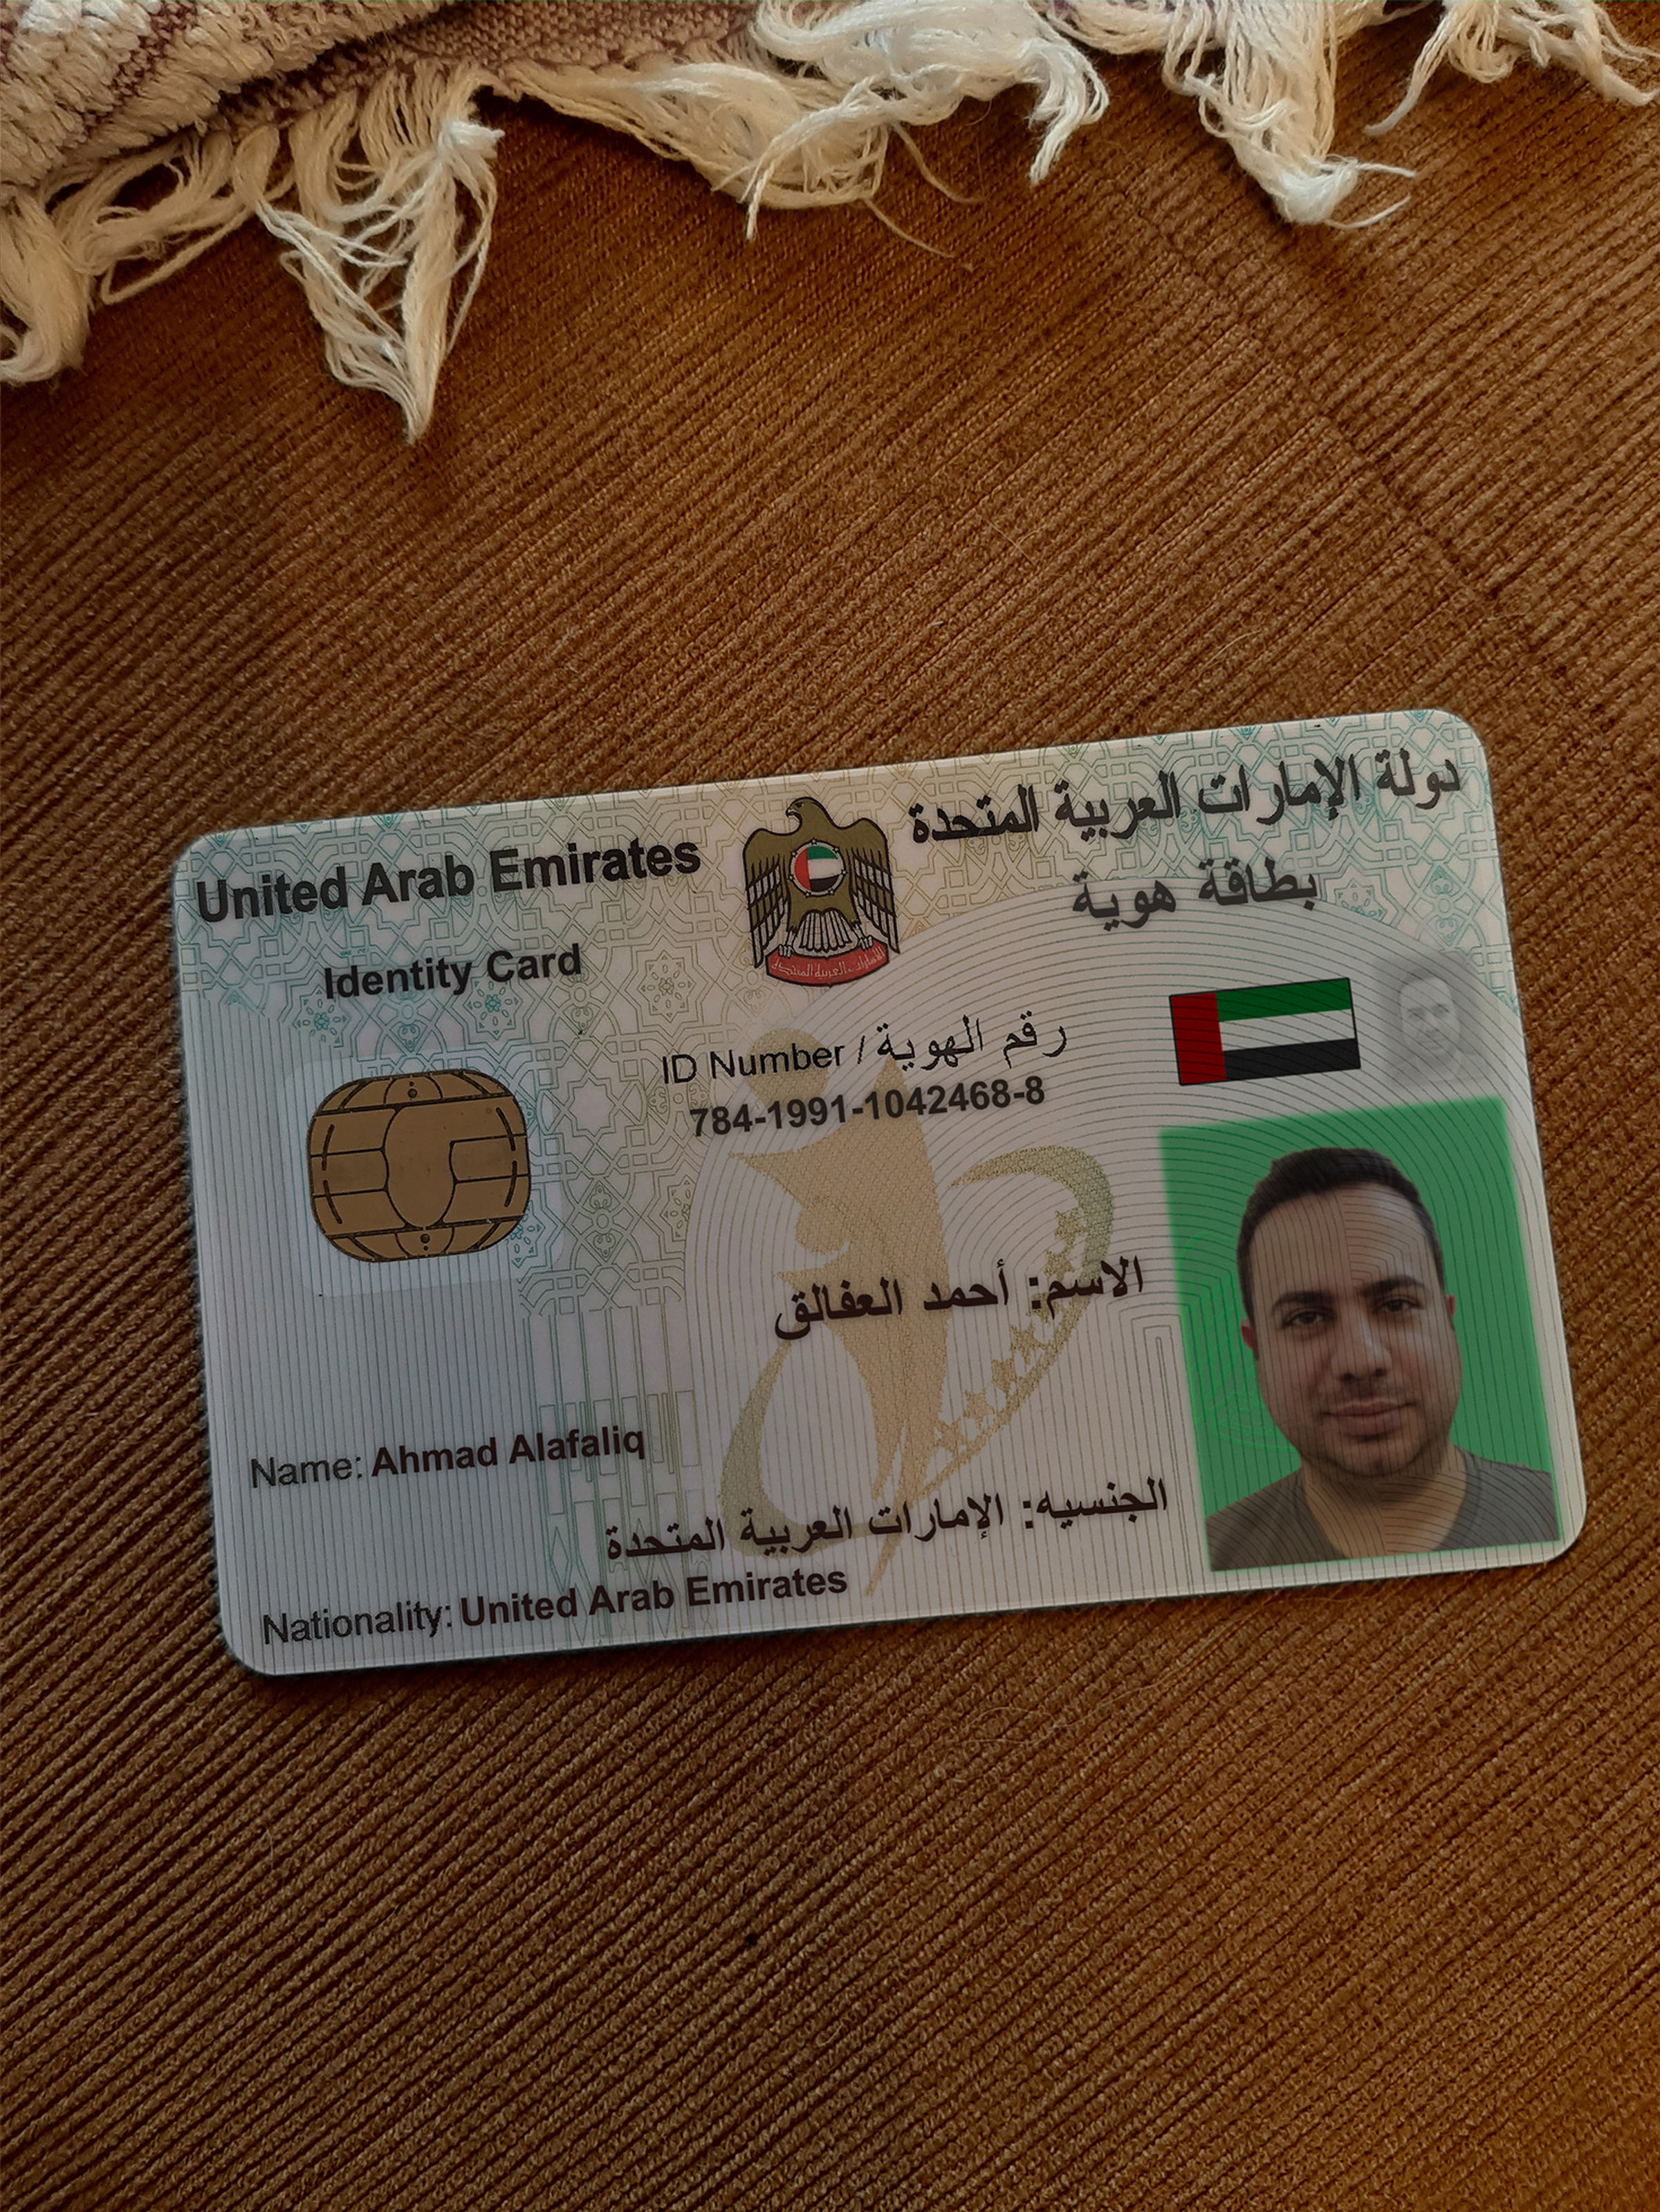 United Arab Emirates
دولة الإمارات العربية المتحدة
Identity Card
بطاقة هوية
ID Number / رقم الهوية
784-1991-1042468-8
الاسم: أحمد العفالق
Name: Ahmad Alafaliq
الجنسيه: الإمارات العربية المتحدة
Nationality: United Arab Emirates
الإمارات العربية المتحدة